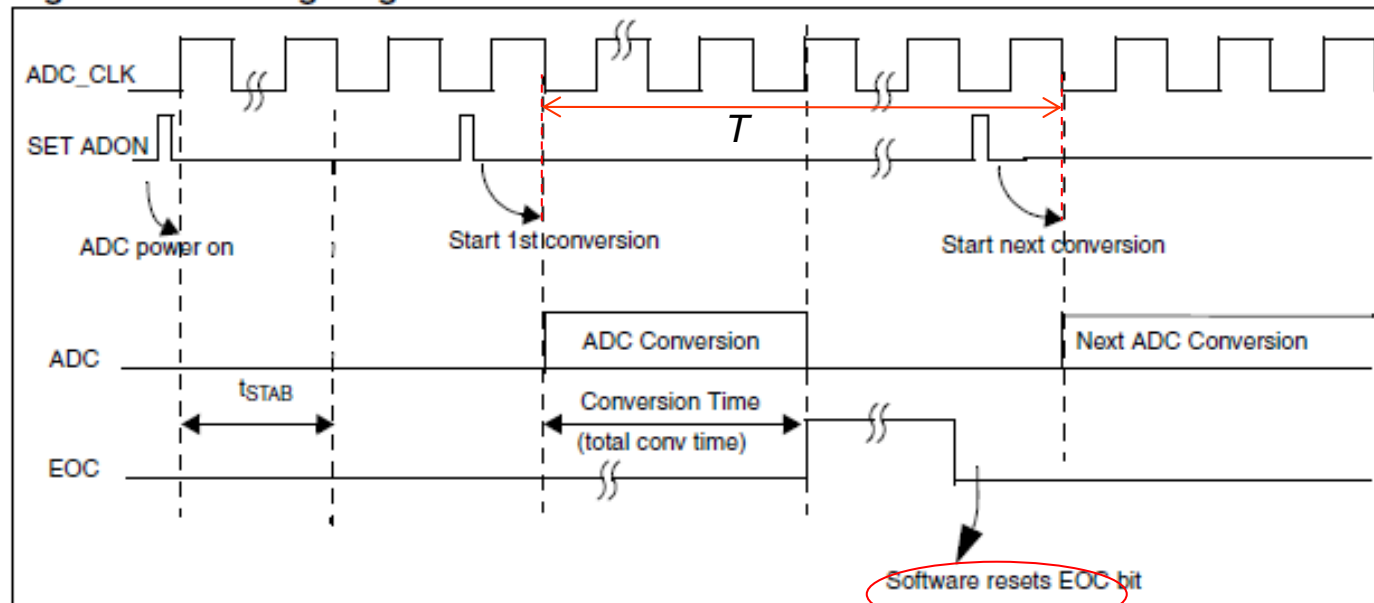 ADC_CLK
SET ADON
T
ADC power on
Start 1st conversion
Start next conversion
ADC
ADC Conversion
Next ADC Conversion
tSTAB
Conversion Time
(total conv time)
EOC
Software resets EOC bit